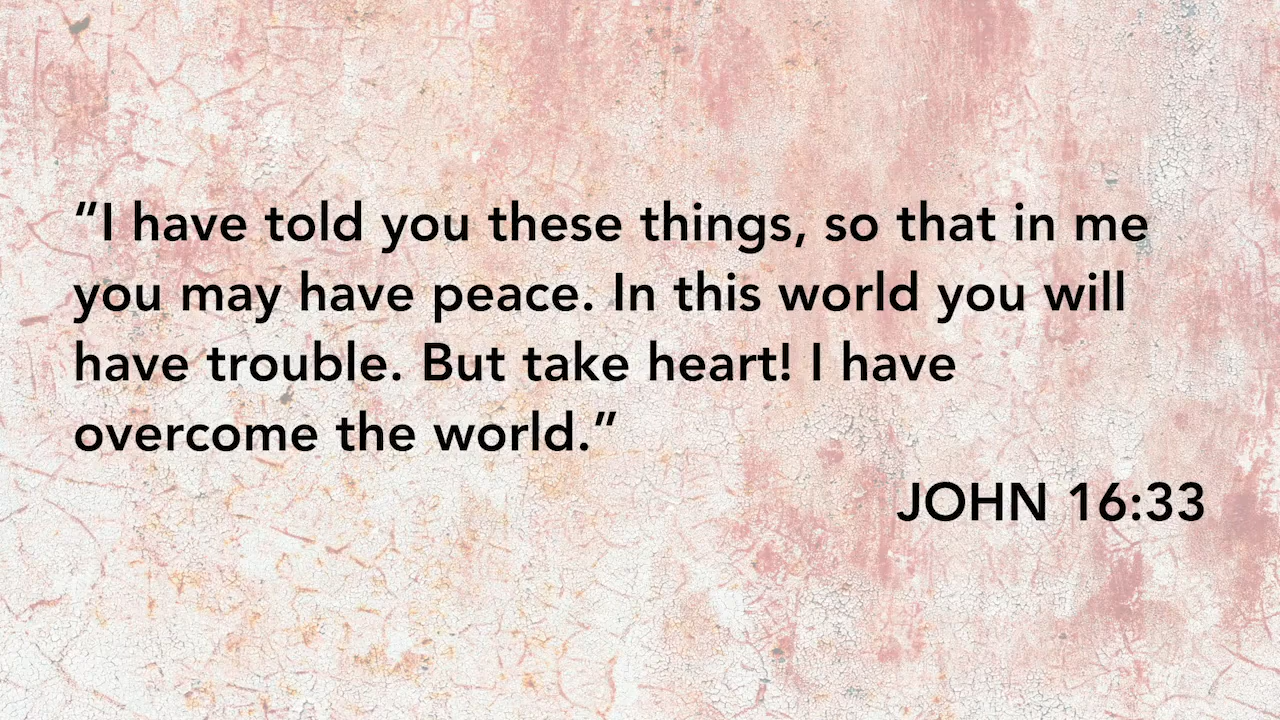 “I have told you these things, so that in me
you may have peace. In this world you will
have trouble. But take heart! I have
overcome the world.”
JOHN 16:33